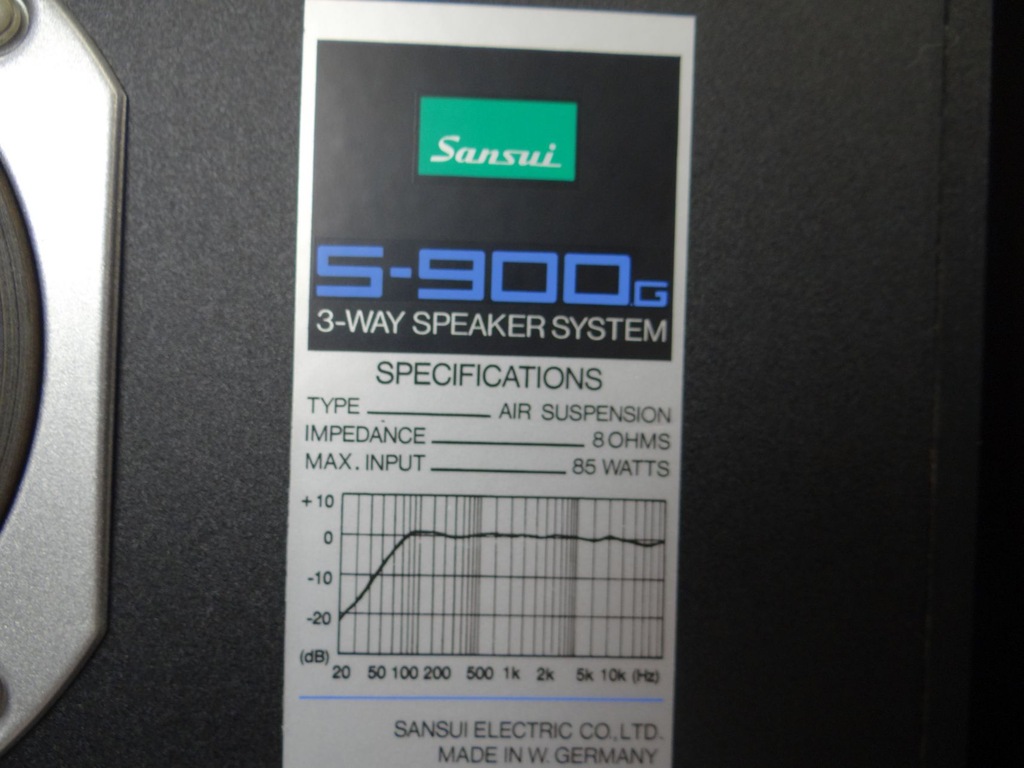 Sansui
S-900G
3-WAY SPEAKER SYSTEM
SPECIFICATIONS
TYPE AIR SUSPENSION
IMPEDANCE 8 OHMS
MAX. INPUT 85 WATTS
+10
0
-10
-20
(dB)
20 50 100 200 500 1k 2k 5k 10k (Hz)
SANSUI ELECTRIC CO.,LTD.
MADE IN W. GERMANY